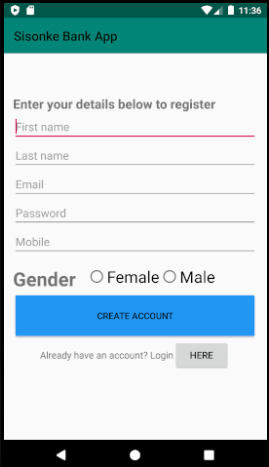 11:36
Sisonke Bank App
Enter your details below to register
First name
Last name
Email
Password
Mobile
Gender Female Male
CREATE ACCOUNT
Already have an account? Login HERE